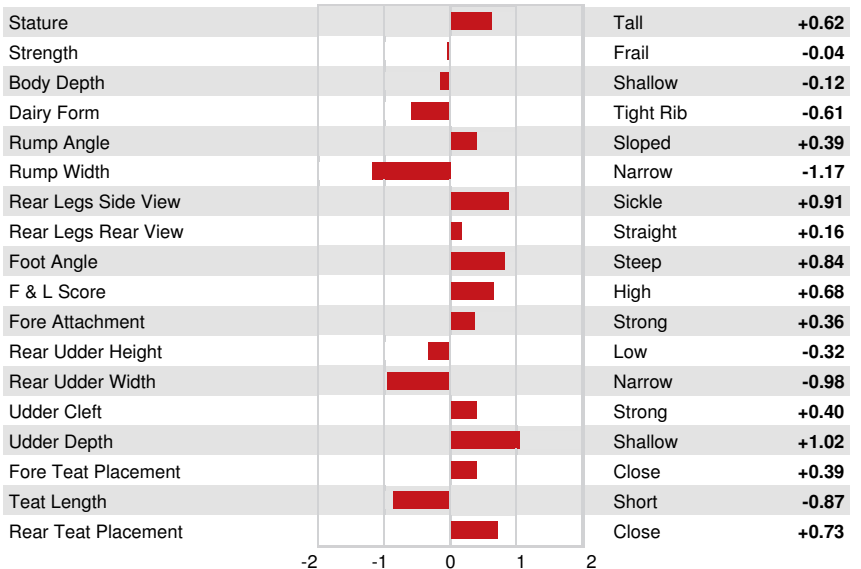 Stature Tall +0.62
Strength Frail -0.04
Body Depth Shallow -0.12
Dairy Form Tight Rib -0.61
Rump Angle Sloped +0.39
Rump Width Narrow -1.17
Rear Legs Side View Sickle +0.91
Rear Legs Rear View Straight +0.16
Foot Angle Steep +0.84
F & L Score High +0.68
Fore Attachment Strong +0.36
Rear Udder Height Low -0.32
Rear Udder Width Narrow -0.98
Udder Cleft Strong +0.40
Udder Depth Shallow +1.02
Fore Teat Placement Close +0.39
Teat Length Short -0.87
Rear Teat Placement Close +0.73
-2 -1 0 1 2